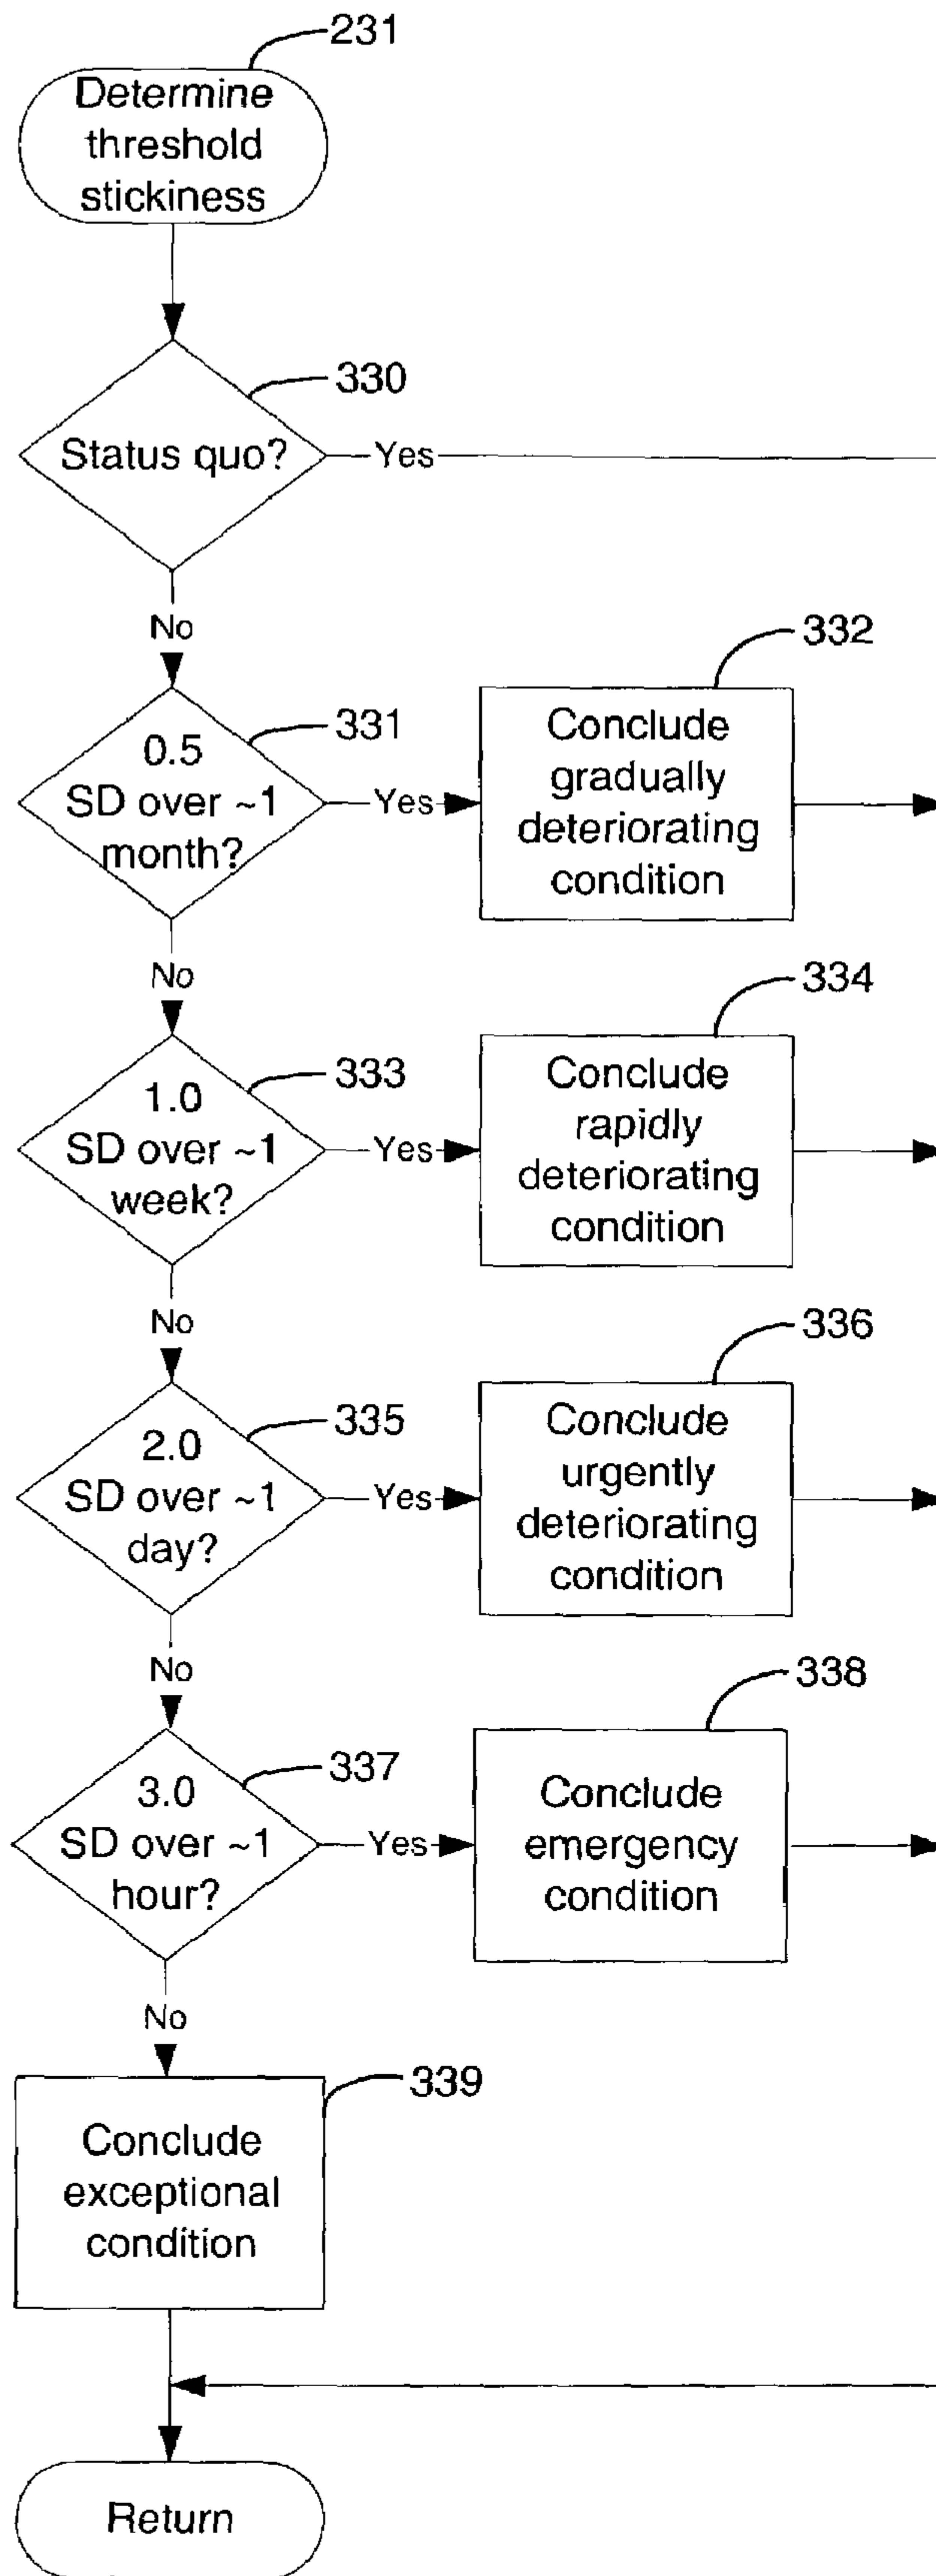 231
Determine
threshold
stickiness
330
Status quo?
Yes
No
331
0.5
SD over ~1
month?
Yes
332
Conclude
gradually
deteriorating
condition
No
333
1.0
SD over ~1
week?
Yes
334
Conclude
rapidly
deteriorating
condition
No
335
2.0
SD over ~1
day?
Yes
336
Conclude
urgently
deteriorating
condition
No
337
3.0
SD over ~1
hour?
Yes
338
Conclude
emergency
condition
No
339
Conclude
exceptional
condition
Return